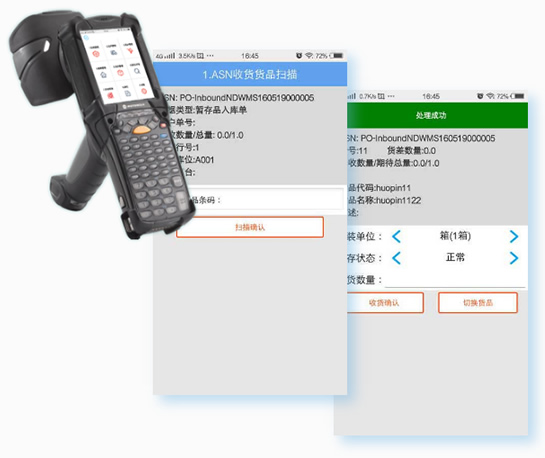 4G 3.5K/s 16:45 72%
1.ASN收货货品扫描
SN: PO-InboundNDWMS160519000005
据类型:暂存品入库单
户单号:
收数量/总量: 0.0/1.0
行号:1
库位:A001
台:
品条码：
扫描确认
MOTOROLA
0.7K/s 16:45 72%
处理成功
SN: PO-InboundNDWMS160519000005
号:11 货差数量:0.0
收数量/期待总量:0.0/1.0
品代码:huopin11
品名称:huopin1122
述:
装单位： 箱(1箱)
存状态： 正常
货数量：
收货确认 切换货品